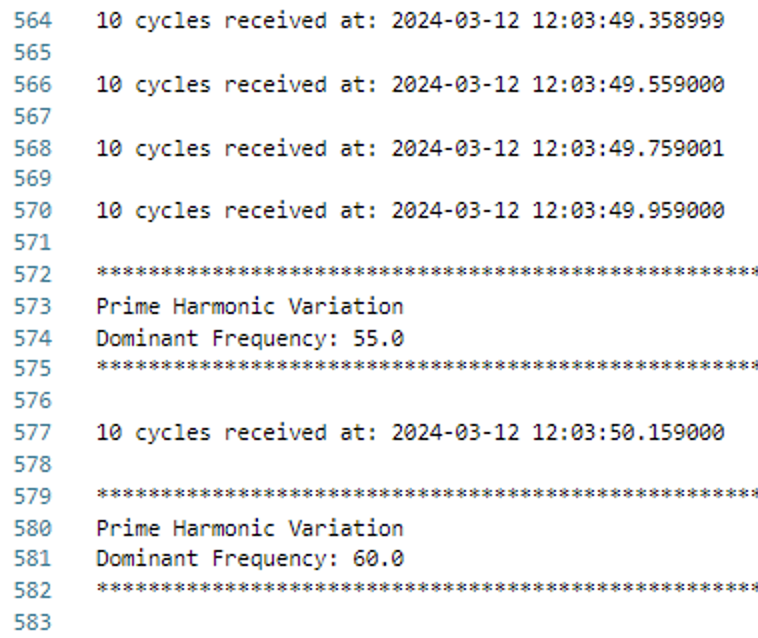 564 10 cycles received at: 2024-03-12 12:03:49.358999
565
566 10 cycles received at: 2024-03-12 12:03:49.559000
567
568 10 cycles received at: 2024-03-12 12:03:49.759001
569
570 10 cycles received at: 2024-03-12 12:03:49.959000
571
572 ****************************************************
573 Prime Harmonic Variation
574 Dominant Frequency: 55.0
575 ****************************************************
576
577 10 cycles received at: 2024-03-12 12:03:50.159000
578
579 ****************************************************
580 Prime Harmonic Variation
581 Dominant Frequency: 60.0
582 ****************************************************
583